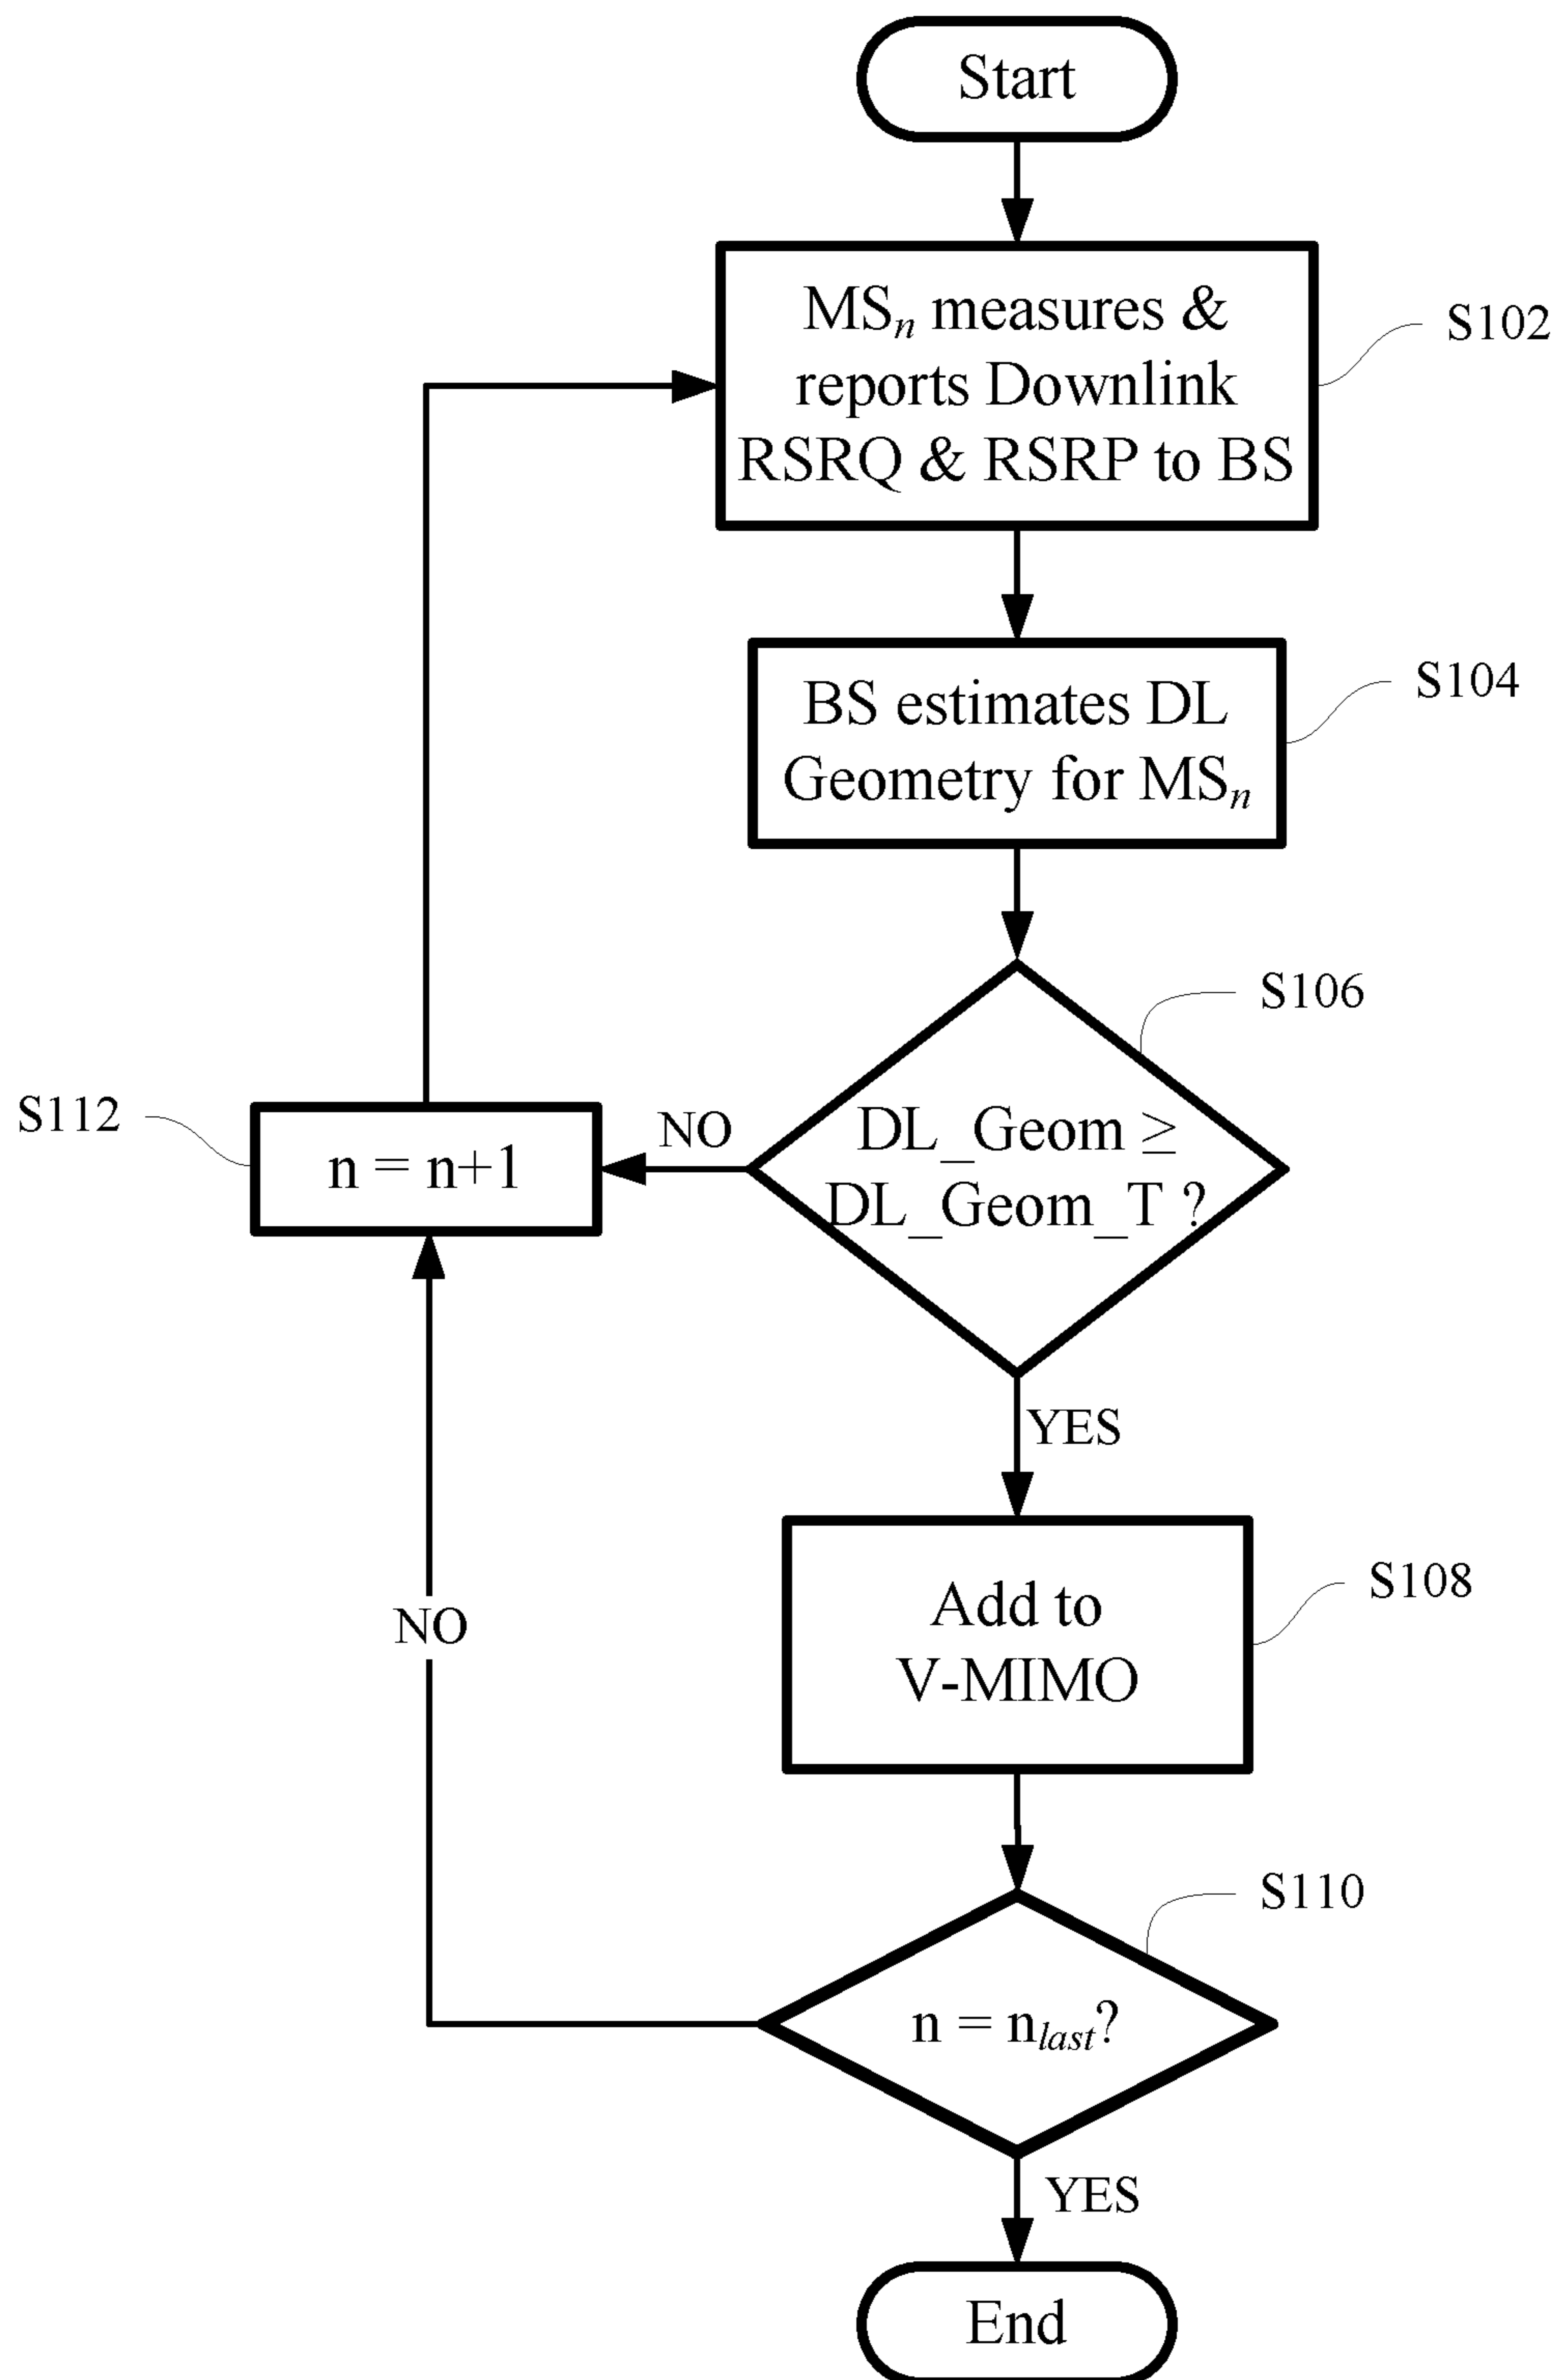 Start
MSn measures &
reports Downlink
RSRQ & RSRP to BS
S102
BS estimates DL
Geometry for MSn
S104
S106
DL_Geom ≥
DL_Geom_T ?
NO
n = n+1
S112
YES
Add to
V-MIMO
S108
NO
S110
n = nlast?
YES
End